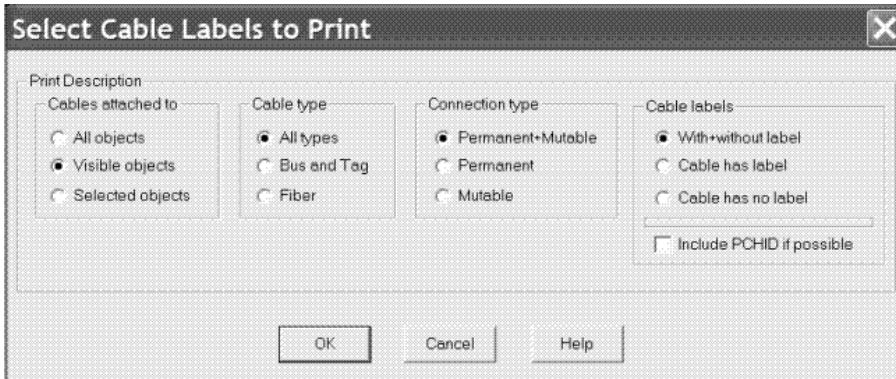 Select Cable Labels to Print
Print Description
Cables attached to
All objects
Visible objects
Selected objects
Cable type
All types
Bus and Tag
Fiber
Connection type
Permanent+Mutable
Permanent
Mutable
Cable labels
With+without label
Cable has label
Cable has no label
Include PCHID if possible
OK
Cancel
Help